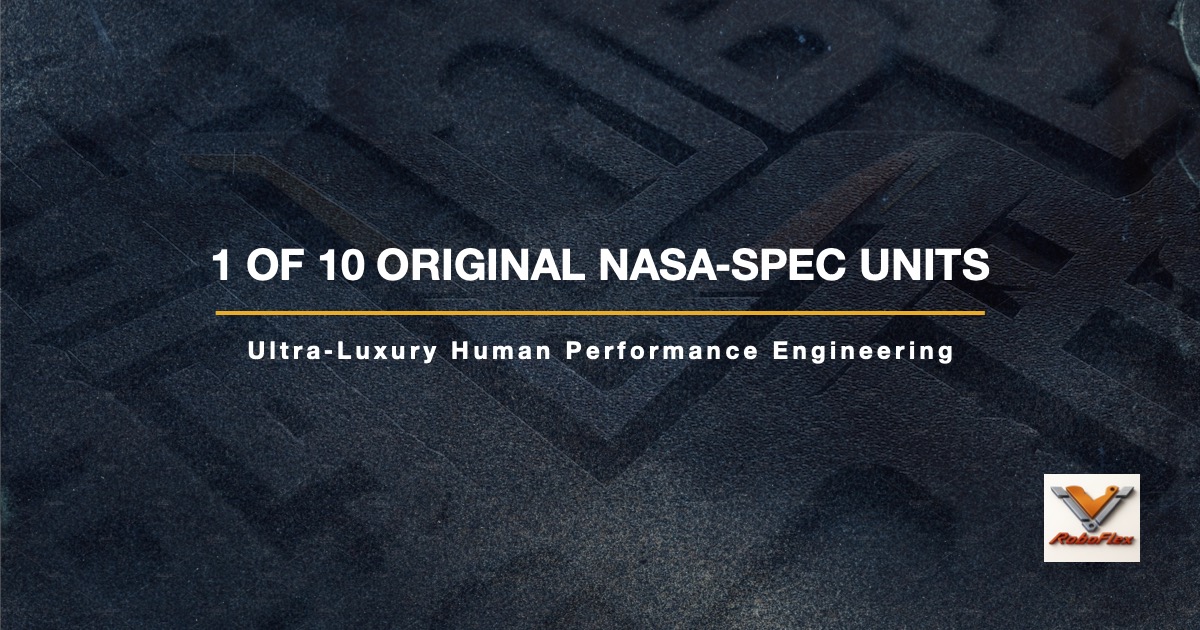 1 OF 10 ORIGINAL NASA-SPEC UNITS
Ultra-Luxury Human Performance Engineering
RoboFlex